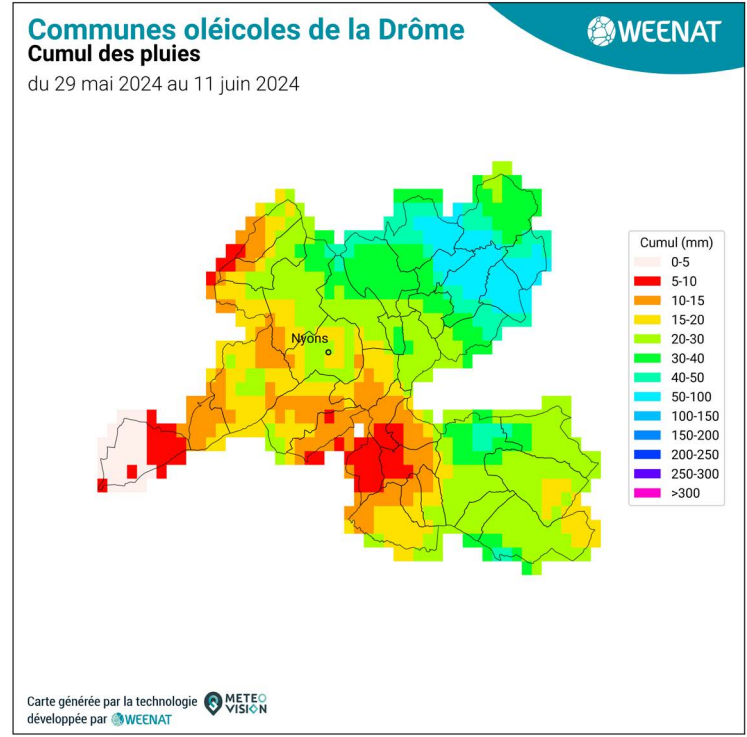 Communes oléicoles de la Drôme
Cumul des pluies
du 29 mai 2024 au 11 juin 2024
WEENAT
Nyons
Cumul (mm)
0-5
5-10
10-15
15-20
20-30
30-40
40-50
50-100
100-150
150-200
200-250
250-300
>300
Carte générée par la technologie METEO VISION
développée par WEENAT